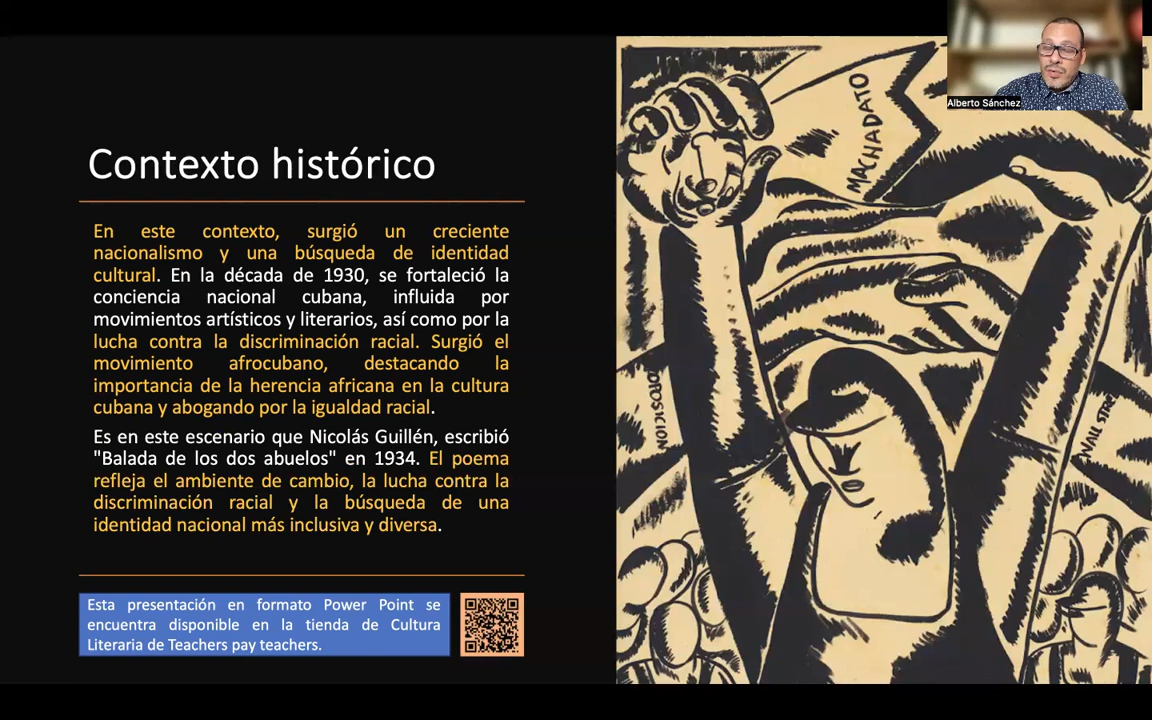 Contexto histórico
En este contexto, surgió un creciente
nacionalismo y una búsqueda de identidad
cultural. En la década de 1930, se fortaleció la
conciencia nacional cubana, influida por
movimientos artísticos y literarios, así como por la
lucha contra la discriminación racial. Surgió el
movimiento afrocubano, destacando la
importancia de la herencia africana en la cultura
cubana y abogando por la igualdad racial.
Es en este escenario que Nicolás Guillén, escribió
"Balada de los dos abuelos" en 1934. El poema
refleja el ambiente de cambio, la lucha contra la
discriminación racial y la búsqueda de una
identidad nacional más inclusiva y diversa.
Esta presentación en formato Power Point se
encuentra disponible en la tienda de Cultura
Literaria de Teachers pay teachers.
MACHADATO
WALL STRE
Alberto Sánchez